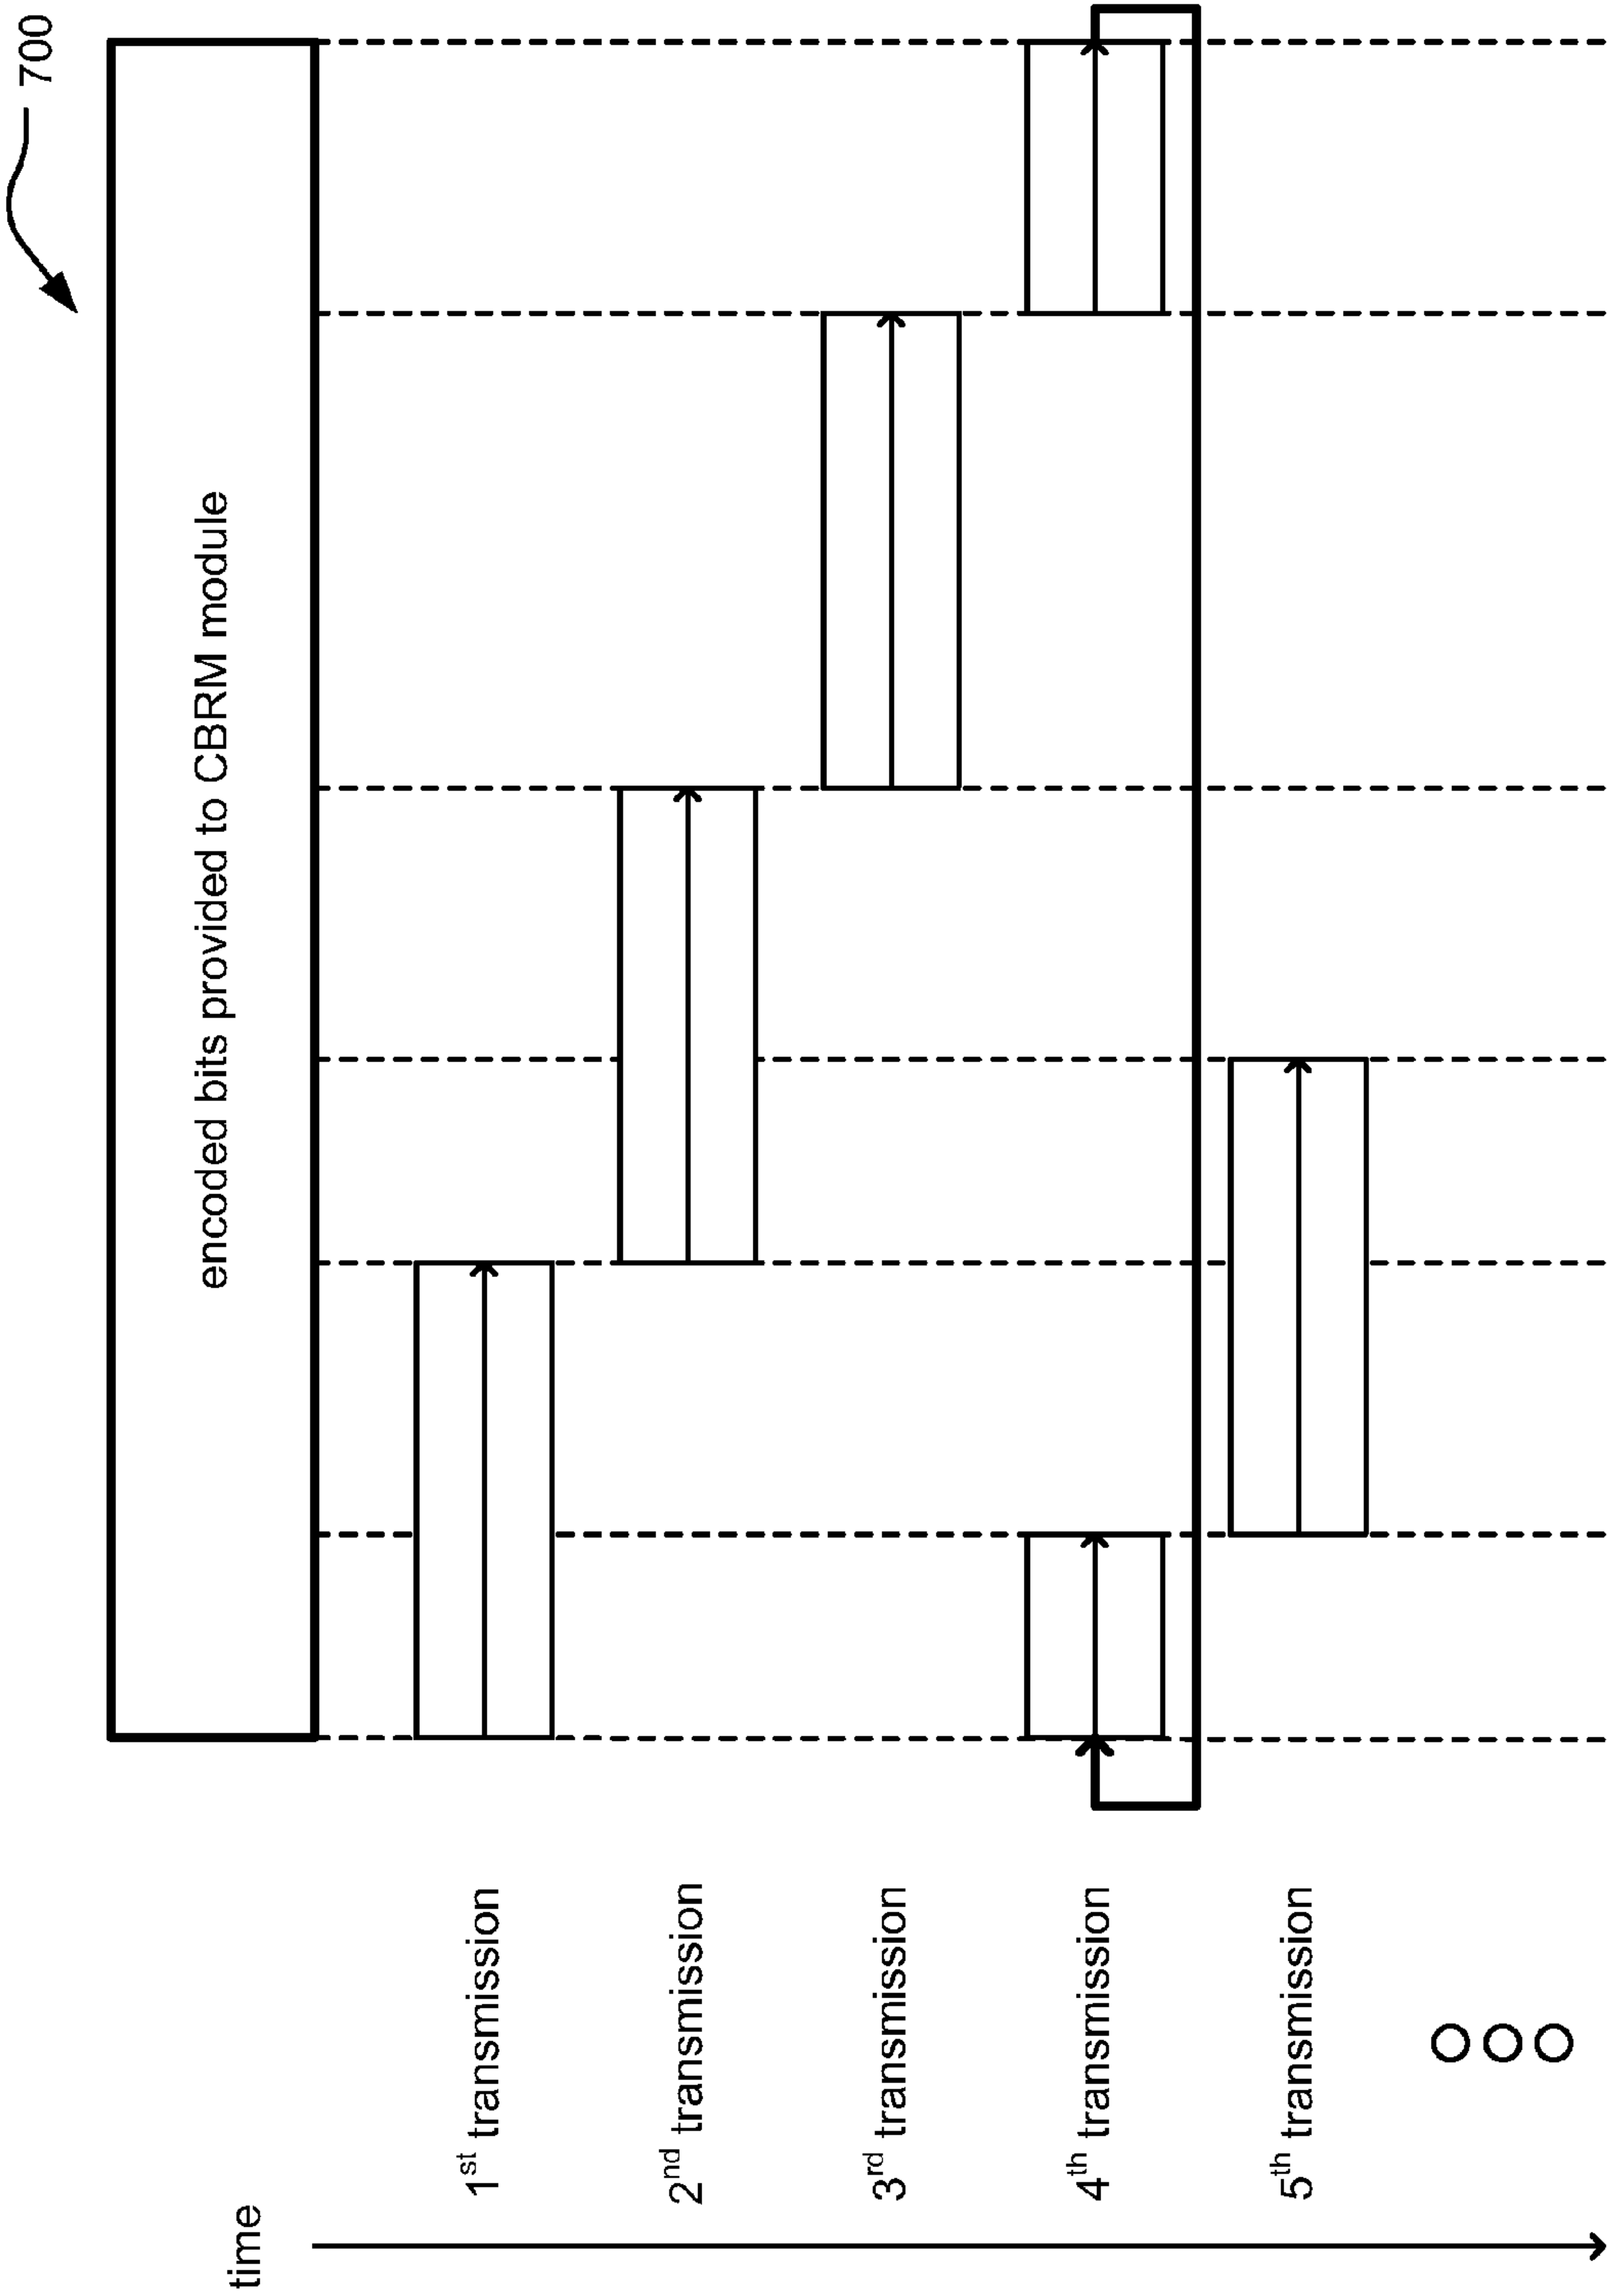 700
encoded bits provided to CBRM module
time
1st transmission
2nd transmission
3rd transmission
4th transmission
5th transmission